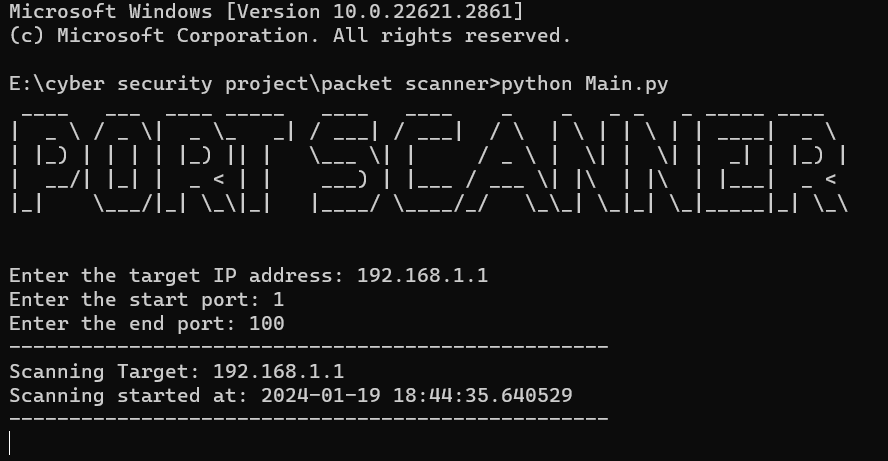 Microsoft Windows [Version 10.0.22621.2861]
(c) Microsoft Corporation. All rights reserved.
E:\cyber security project\packet scanner>python Main.py
PORT SCANNER
Enter the target IP address: 192.168.1.1
Enter the start port: 1
Enter the end port: 100
--------------------------------------------------
Scanning Target: 192.168.1.1
Scanning started at: 2024-01-19 18:44:35.640529
--------------------------------------------------